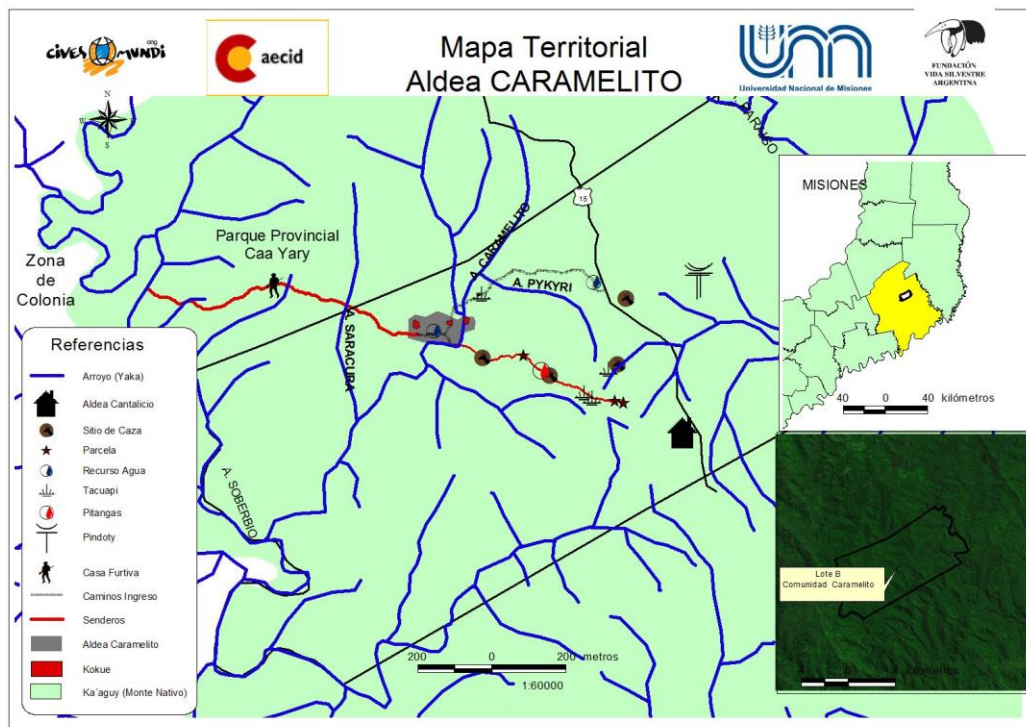 CIVES MUNDI .ong
aecid
Mapa Territorial
Aldea CARAMELITO
Universidad Nacional de Misiones
FUNDACIÓN
VIDA SILVESTRE
ARGENTINA
N
W
E
S
PARAISO
15
MISIONES
Parque Provincial
Caa Yary
Zona
de
Colonia
A. CARAMELITO
A. PYKYRI
A. SARACURA
A. SOBERBIO
Referencias
Arroyo (Yaka)
Aldea Cantalicio
Sitio de Caza
Parcela
Recurso Agua
Tacuapi
Pitangas
Pindoty
Casa Furtiva
Caminos Ingreso
Senderos
Aldea Caramelito
Kokue
Ka´aguy (Monte Nativo)
200 0 200 metros
1:60000
40 0 40 kilómetros
Lote B
Comunidad Caramelito
kilómetros